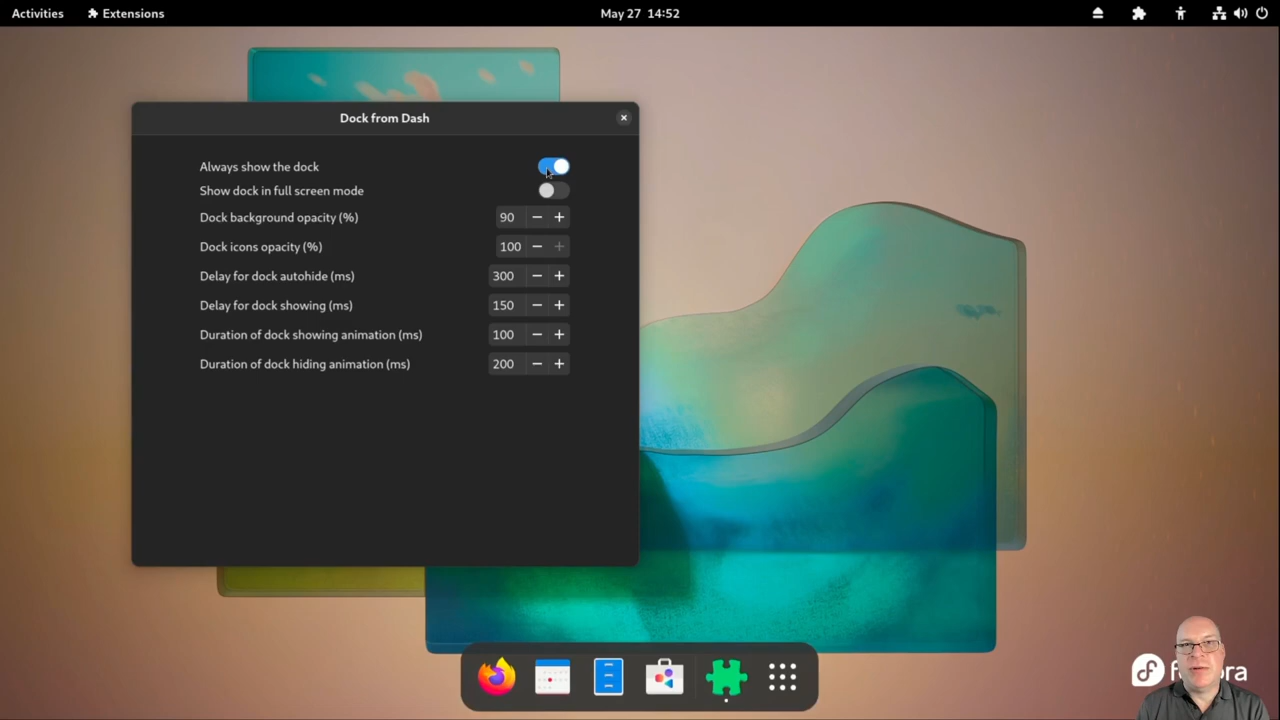 Activities Extensions May 27 14:52
Dock from Dash
Always show the dock
Show dock in full screen mode
Dock background opacity (%) 90 − +
Dock icons opacity (%) 100 − +
Delay for dock autohide (ms) 300 − +
Delay for dock showing (ms) 150 − +
Duration of dock showing animation (ms) 100 − +
Duration of dock hiding animation (ms) 200 − +